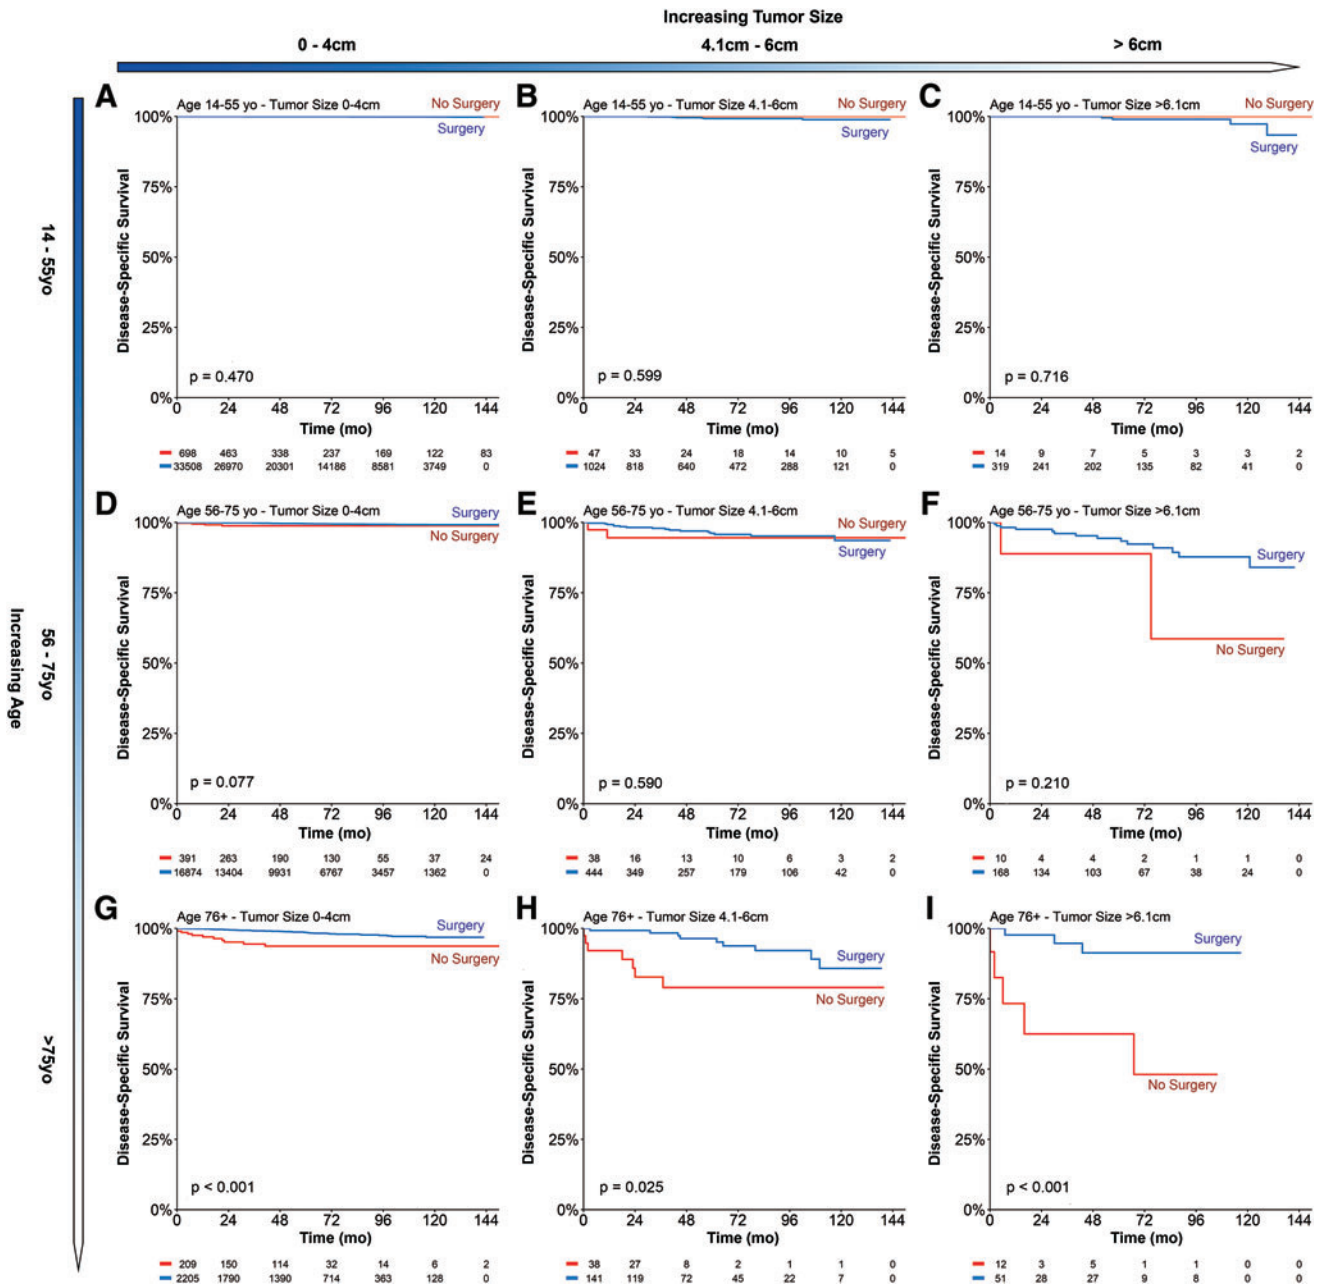 Increasing Tumor Size
0 - 4cm 4.1cm - 6cm > 6cm
Increasing Age
14 - 55yo
56 - 75yo
>75yo
A
Age 14-55 yo - Tumor Size 0-4cm
No Surgery
Surgery
Disease-Specific Survival
100%
75%
50%
25%
0%
p = 0.470
0 24 48 72 96 120 144
Time (mo)
698 463 338 237 169 122 83
33508 26970 20301 14186 8581 3749 0
B
Age 14-55 yo - Tumor Size 4.1-6cm
No Surgery
Surgery
Disease-Specific Survival
100%
75%
50%
25%
0%
p = 0.599
0 24 48 72 96 120 144
Time (mo)
47 33 24 18 14 10 5
1024 818 640 472 288 121 0
C
Age 14-55 yo - Tumor Size >6.1cm
No Surgery
Surgery
Disease-Specific Survival
100%
75%
50%
25%
0%
p = 0.716
0 24 48 72 96 120 144
Time (mo)
14 9 7 5 3 3 2
319 241 202 135 82 41 0
D
Age 56-75 yo - Tumor Size 0-4cm
Surgery
No Surgery
Disease-Specific Survival
100%
75%
50%
25%
0%
p = 0.077
0 24 48 72 96 120 144
Time (mo)
391 263 190 130 55 37 24
16874 13404 9931 6767 3457 1362 0
E
Age 56-75 yo - Tumor Size 4.1-6cm
No Surgery
Surgery
Disease-Specific Survival
100%
75%
50%
25%
0%
p = 0.590
0 24 48 72 96 120 144
Time (mo)
38 16 13 10 6 3 2
444 349 257 179 106 42 0
F
Age 56-75 yo - Tumor Size >6.1cm
Surgery
No Surgery
Disease-Specific Survival
100%
75%
50%
25%
0%
p = 0.210
0 24 48 72 96 120 144
Time (mo)
10 4 4 2 1 1 0
168 134 103 67 38 24 0
G
Age 76+ - Tumor Size 0-4cm
Surgery
No Surgery
Disease-Specific Survival
100%
75%
50%
25%
0%
p < 0.001
0 24 48 72 96 120 144
Time (mo)
209 150 114 32 14 6 2
2205 1790 1390 714 363 128 0
H
Age 76+ - Tumor Size 4.1-6cm
Surgery
No Surgery
Disease-Specific Survival
100%
75%
50%
25%
0%
p = 0.025
0 24 48 72 96 120 144
Time (mo)
38 27 8 2 1 1 0
141 119 72 45 22 7 0
I
Age 76+ - Tumor Size >6.1cm
Surgery
No Surgery
Disease-Specific Survival
100%
75%
50%
25%
0%
p < 0.001
0 24 48 72 96 120 144
Time (mo)
12 3 5 1 1 0 0
51 28 27 9 8 0 0